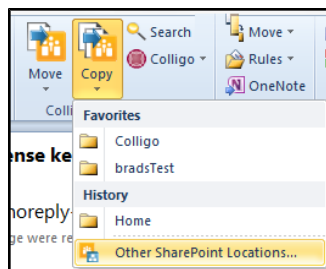 Search
Move
Colligo
Rules
Move
Copy
OneNote
Colli
Favorites
Colligo
bradsTest
History
Home
Other SharePoint Locations...
ense ke
noreply-
ge were re